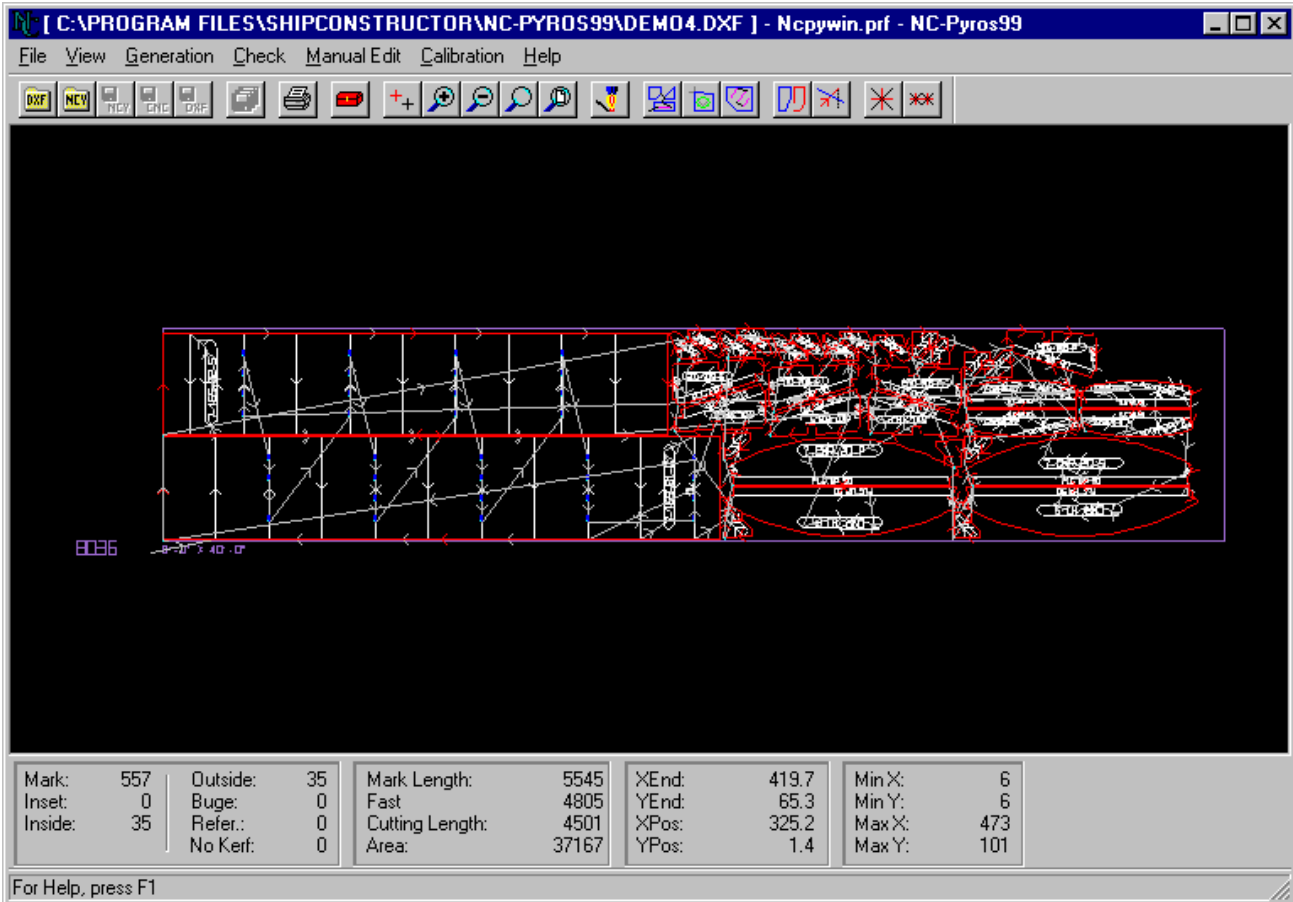 [ C:\PROGRAM FILES\SHIPCONSTRUCTOR\NC-PYROS99\DEMO4.DXF ] - Ncpywin.prf - NC-Pyros99
File View Generation Check Manual Edit Calibration Help
DXF NCY NCY CNC DXF
8036
Mark: 557 Outside: 35 Mark Length: 5545 XEnd: 419.7 Min X: 6
Inset: 0 Buge: 0 Fast 4805 YEnd: 65.3 Min Y: 6
Inside: 35 Refer.: 0 Cutting Length: 4501 XPos: 325.2 Max X: 473
No Kerf: 0 Area: 37167 YPos: 1.4 Max Y: 101
For Help, press F1